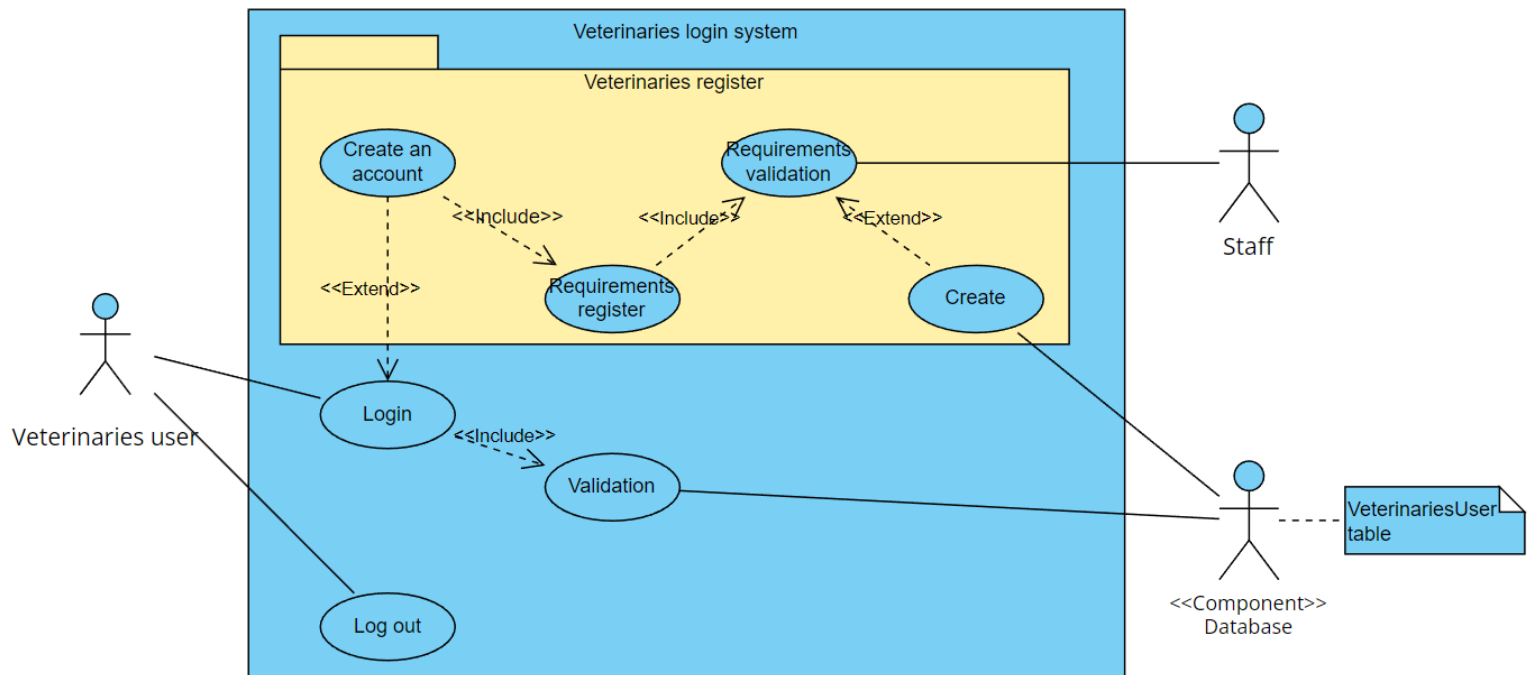 Veterinaries login system
Veterinaries register
Create an
account
Requirements
validation
<<Include>>
<<Include>>
<<Extend>>
Staff
<<Extend>>
Requirements
register
Create
Veterinaries user
Login
<<Include>>
Validation
VeterinariesUser
table
<<Component>>
Database
Log out